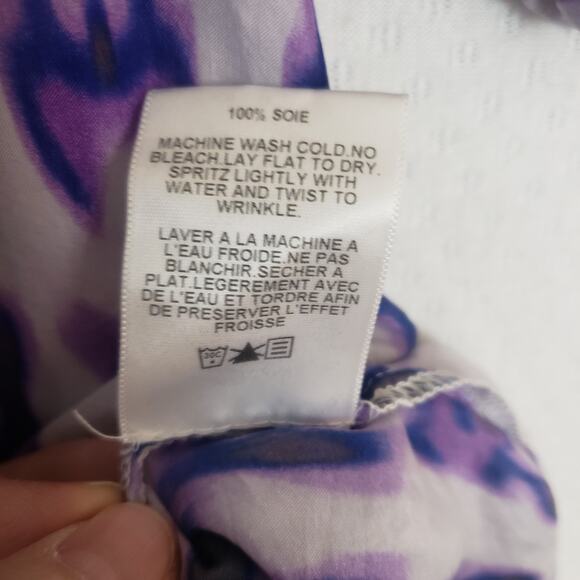 100% SOIE
MACHINE WASH COLD.NO
BLEACH.LAY FLAT TO DRY.
SPRITZ LIGHTLY WITH
WATER AND TWIST TO
WRINKLE.
LAVER A LA MACHINE A
L'EAU FROIDE.NE PAS
BLANCHIR.SECHER A
PLAT.LEGEREMENT AVEC
DE L'EAU ET TORDRE AFIN
DE PRESERVER L'EFFET
FROISSE
30C